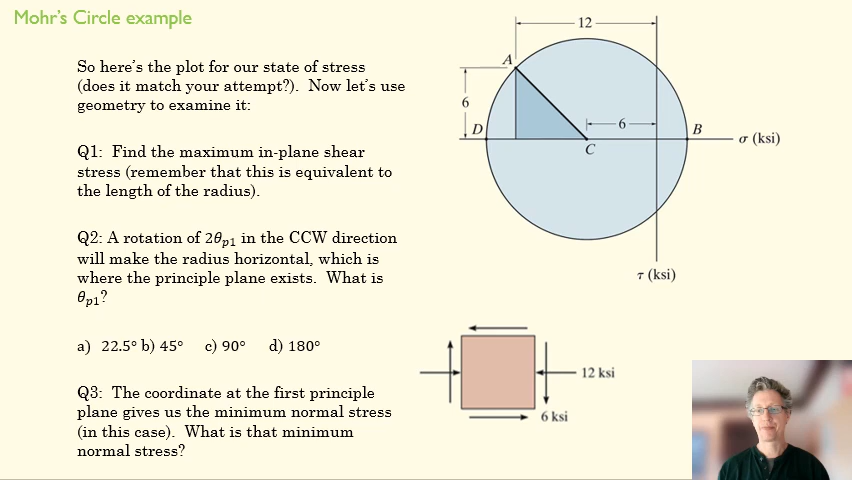 Mohr's Circle example
So here's the plot for our state of stress
(does it match your attempt?). Now let's use
geometry to examine it:
Q1: Find the maximum in-plane shear
stress (remember that this is equivalent to
the length of the radius).
Q2: A rotation of 2θp1 in the CCW direction
will make the radius horizontal, which is
where the principle plane exists. What is
θp1?
a) 22.5° b) 45° c) 90° d) 180°
Q3: The coordinate at the first principle
plane gives us the minimum normal stress
(in this case). What is that minimum
normal stress?
12
A
6
6
D
B
C
σ (ksi)
τ (ksi)
12 ksi
6 ksi